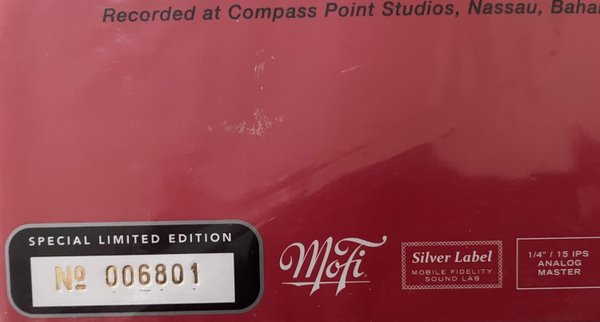 Recorded at Compass Point Studios, Nassau, Baha
SPECIAL LIMITED EDITION
Nº 006801
MoFi
Silver Label
MOBILE FIDELITY
SOUND LAB
1/4" / 15 IPS
ANALOG
MASTER